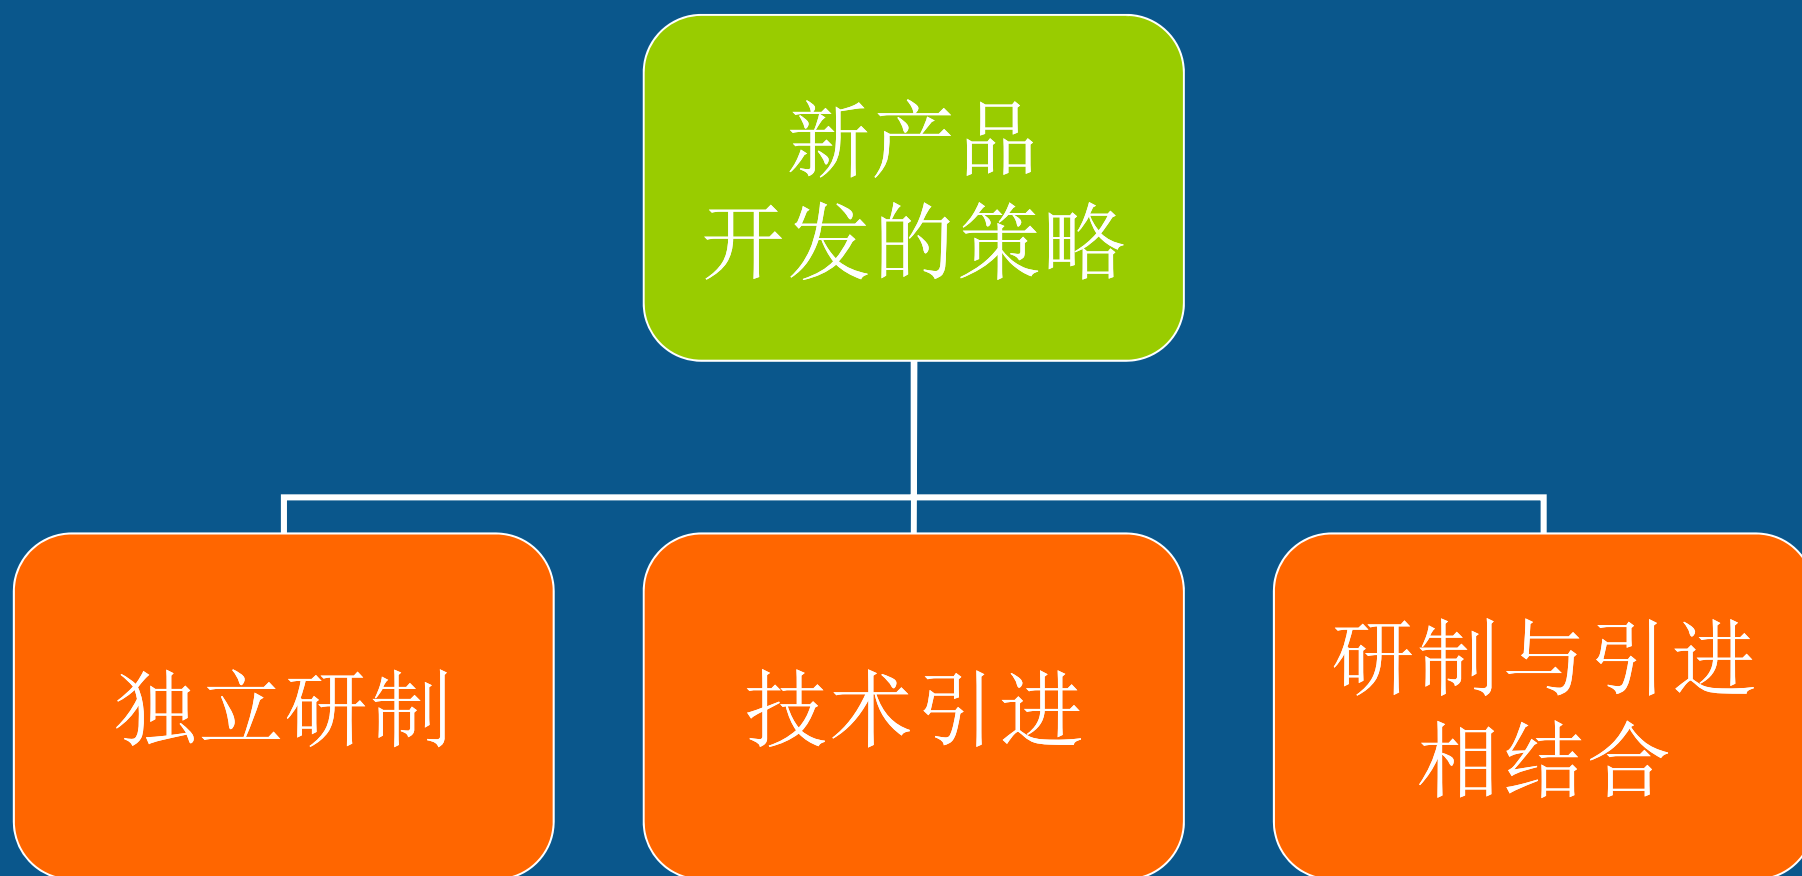 新产品
开发的策略
独立研制
技术引进
研制与引进
相结合